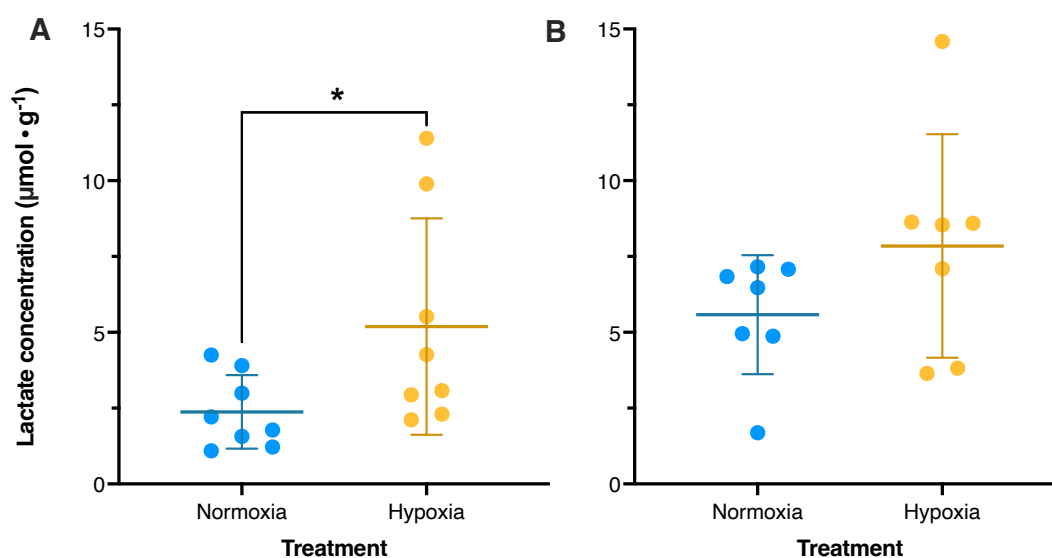 A
B
Lactate concentration (µmol • g⁻¹)
15
10
5
0
*
Normoxia
Hypoxia
Treatment
15
10
5
0
Normoxia
Hypoxia
Treatment